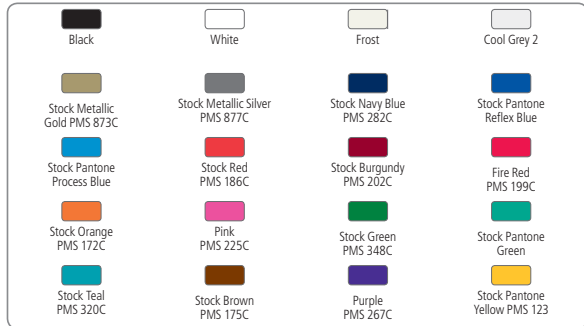 Black
White
Frost
Cool Grey 2
Stock Metallic
Gold PMS 873C
Stock Metallic Silver
PMS 877C
Stock Navy Blue
PMS 282C
Stock Pantone
Reflex Blue
Stock Pantone
Process Blue
Stock Red
PMS 186C
Stock Burgundy
PMS 202C
Fire Red
PMS 199C
Stock Orange
PMS 172C
Pink
PMS 225C
Stock Green
PMS 348C
Stock Pantone
Green
Stock Teal
PMS 320C
Stock Brown
PMS 175C
Purple
PMS 267C
Stock Pantone
Yellow PMS 123